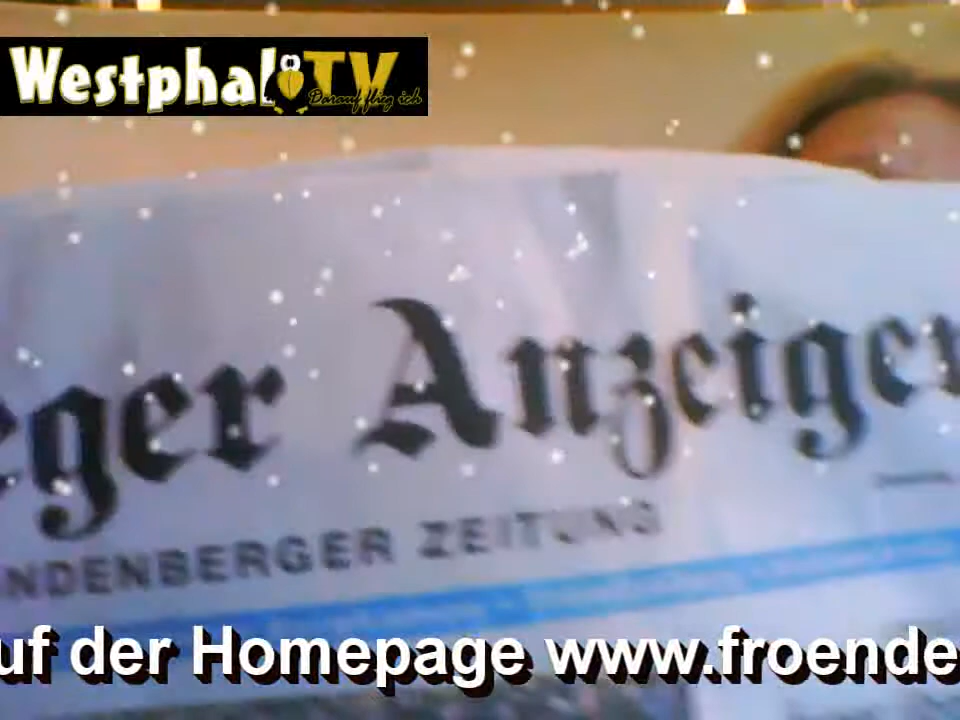 Westphal TV
Darauf flieg ich
eger Anzeiger
NDENBERGER ZEITUNG
uf der Homepage www.froende